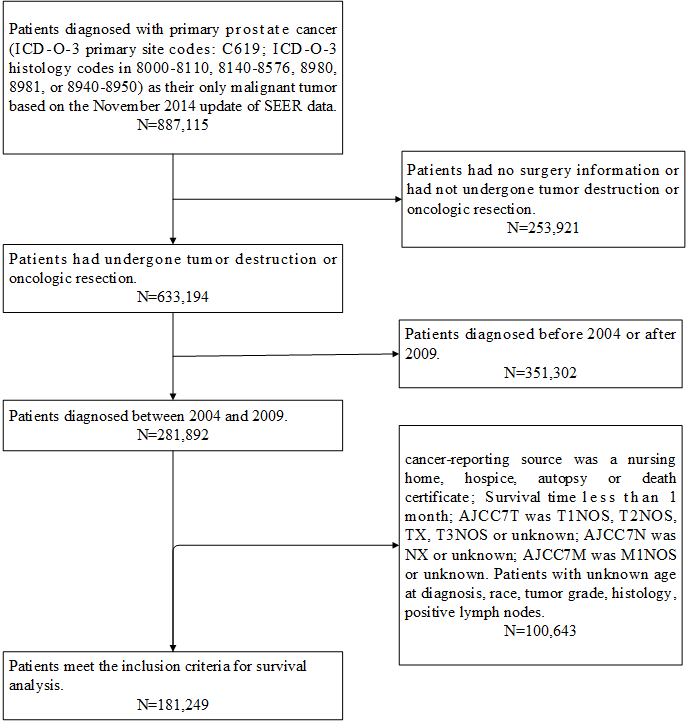 Patients diagnosed with primary prostate cancer
(ICD-O-3 primary site codes: C619; ICD-O-3
histology codes in 8000-8110, 8140-8576, 8980,
8981, or 8940-8950) as their only malignant tumor
based on the November 2014 update of SEER data.
N=887,115
Patients had no surgery information or
had not undergone tumor destruction or
oncologic resection.
N=253,921
Patients had undergone tumor destruction or
oncologic resection.
N=633,194
Patients diagnosed before 2004 or after
2009.
N=351,302
Patients diagnosed between 2004 and 2009.
N=281,892
cancer-reporting source was a nursing
home, hospice, autopsy or death
certificate; Survival time less than 1
month; AJCC7T was T1NOS, T2NOS,
TX, T3NOS or unknown; AJCC7N was
NX or unknown; AJCC7M was M1NOS
or unknown. Patients with unknown age
at diagnosis, race, tumor grade, histology,
positive lymph nodes.
N=100,643
Patients meet the inclusion criteria for survival
analysis.
N=181,249